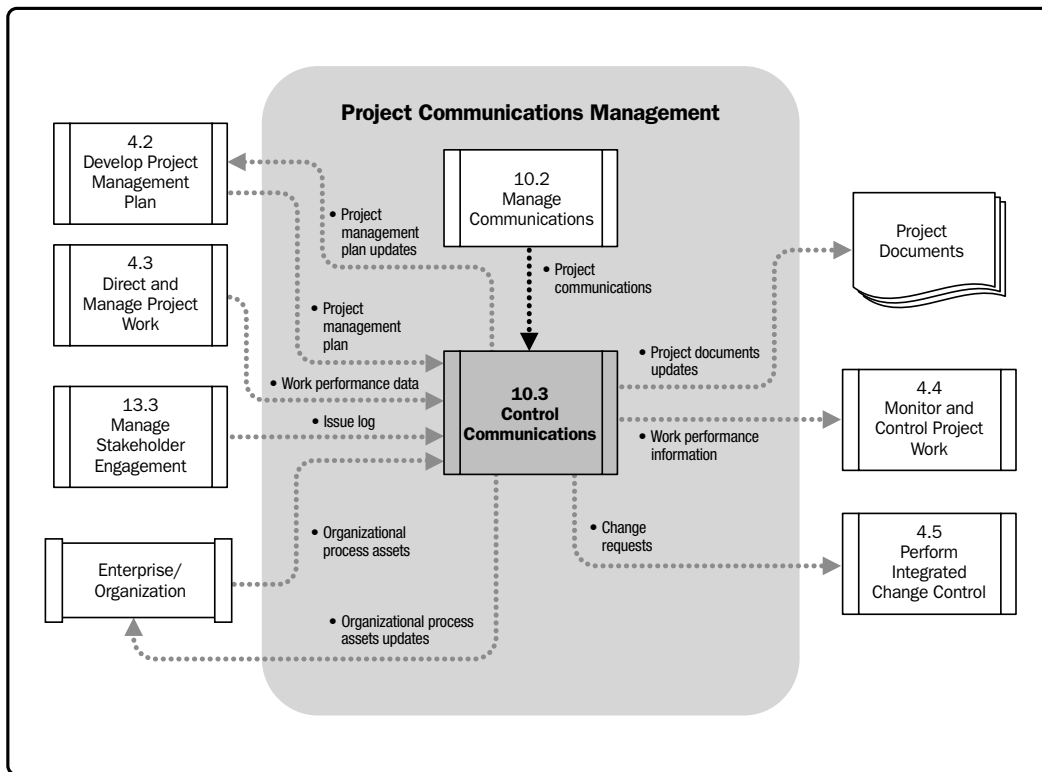 Project Communications Management
4.2
Develop Project
Management
Plan
10.2
Manage
Communications
• Project
management
plan updates
Project
Documents
4.3
Direct and
Manage Project
Work
• Project
communications
• Project
management
plan
• Project documents
updates
• Work performance data
10.3
Control
Communications
4.4
Monitor and
Control Project
Work
13.3
Manage
Stakeholder
Engagement
• Issue log
• Work performance
information
• Organizational
process assets
• Change
requests
4.5
Perform
Integrated
Change Control
Enterprise/
Organization
• Organizational process
assets updates